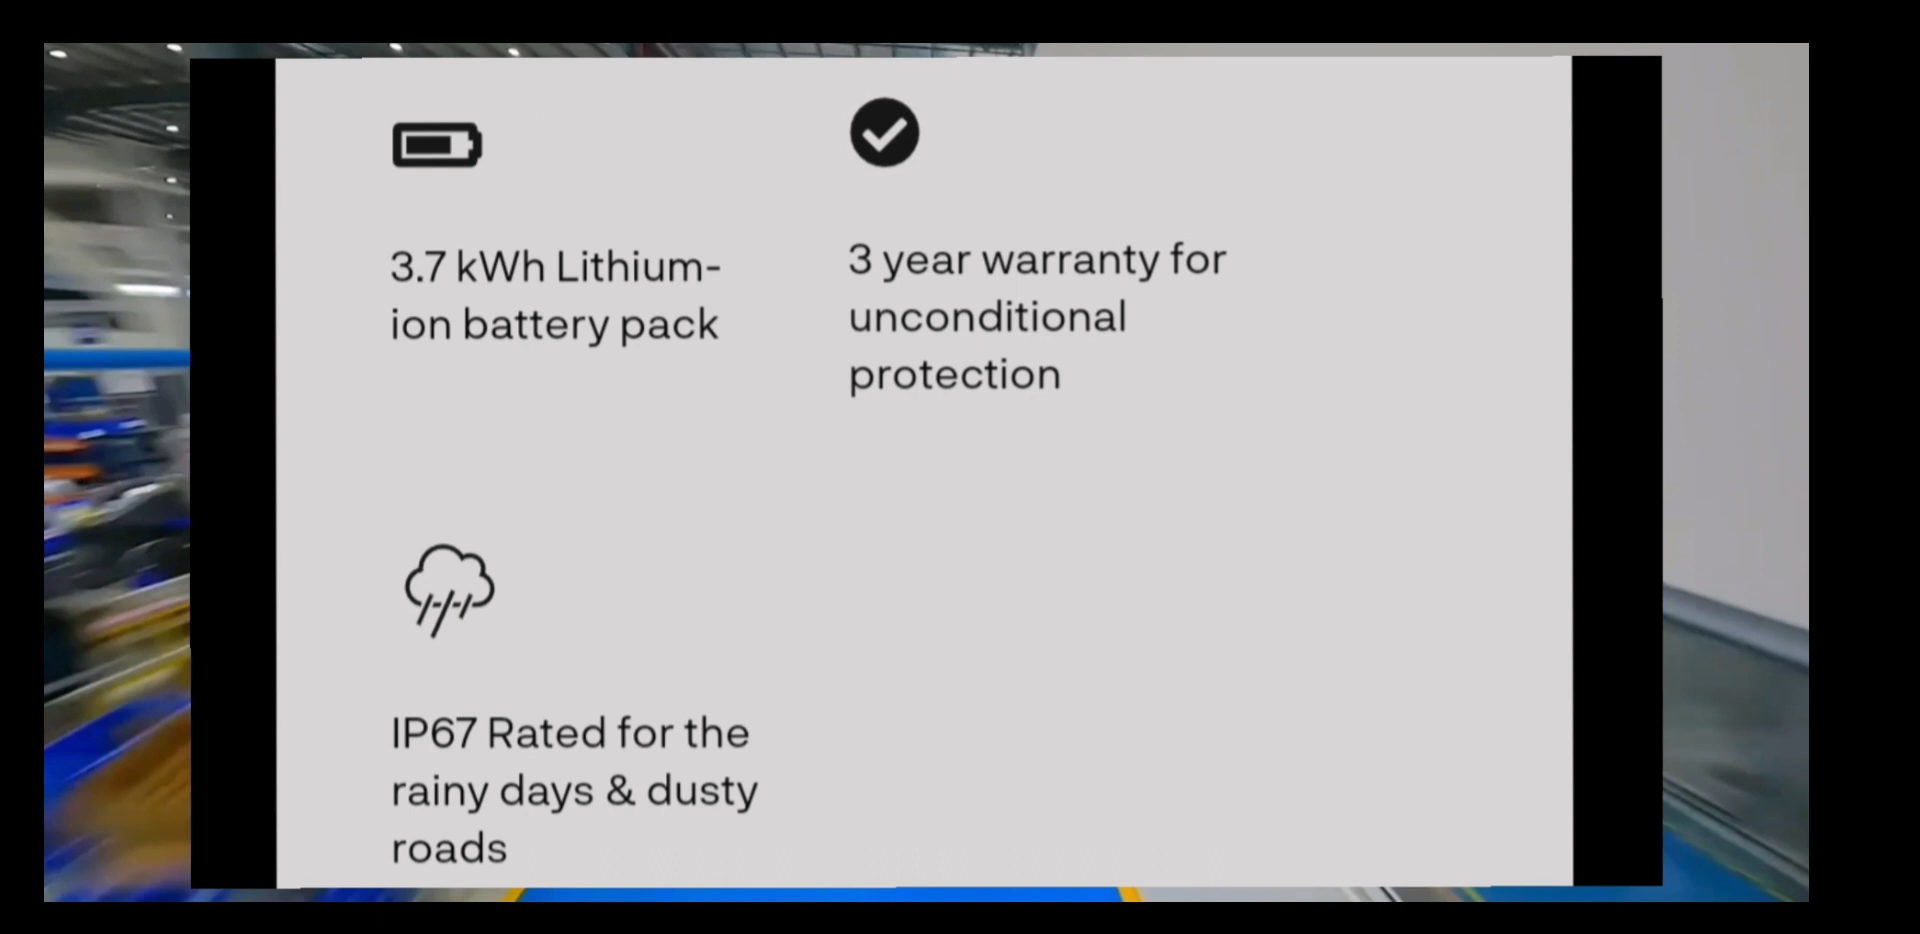 3.7 kWh Lithium-
ion battery pack
3 year warranty for
unconditional
protection
IP67 Rated for the
rainy days & dusty
roads